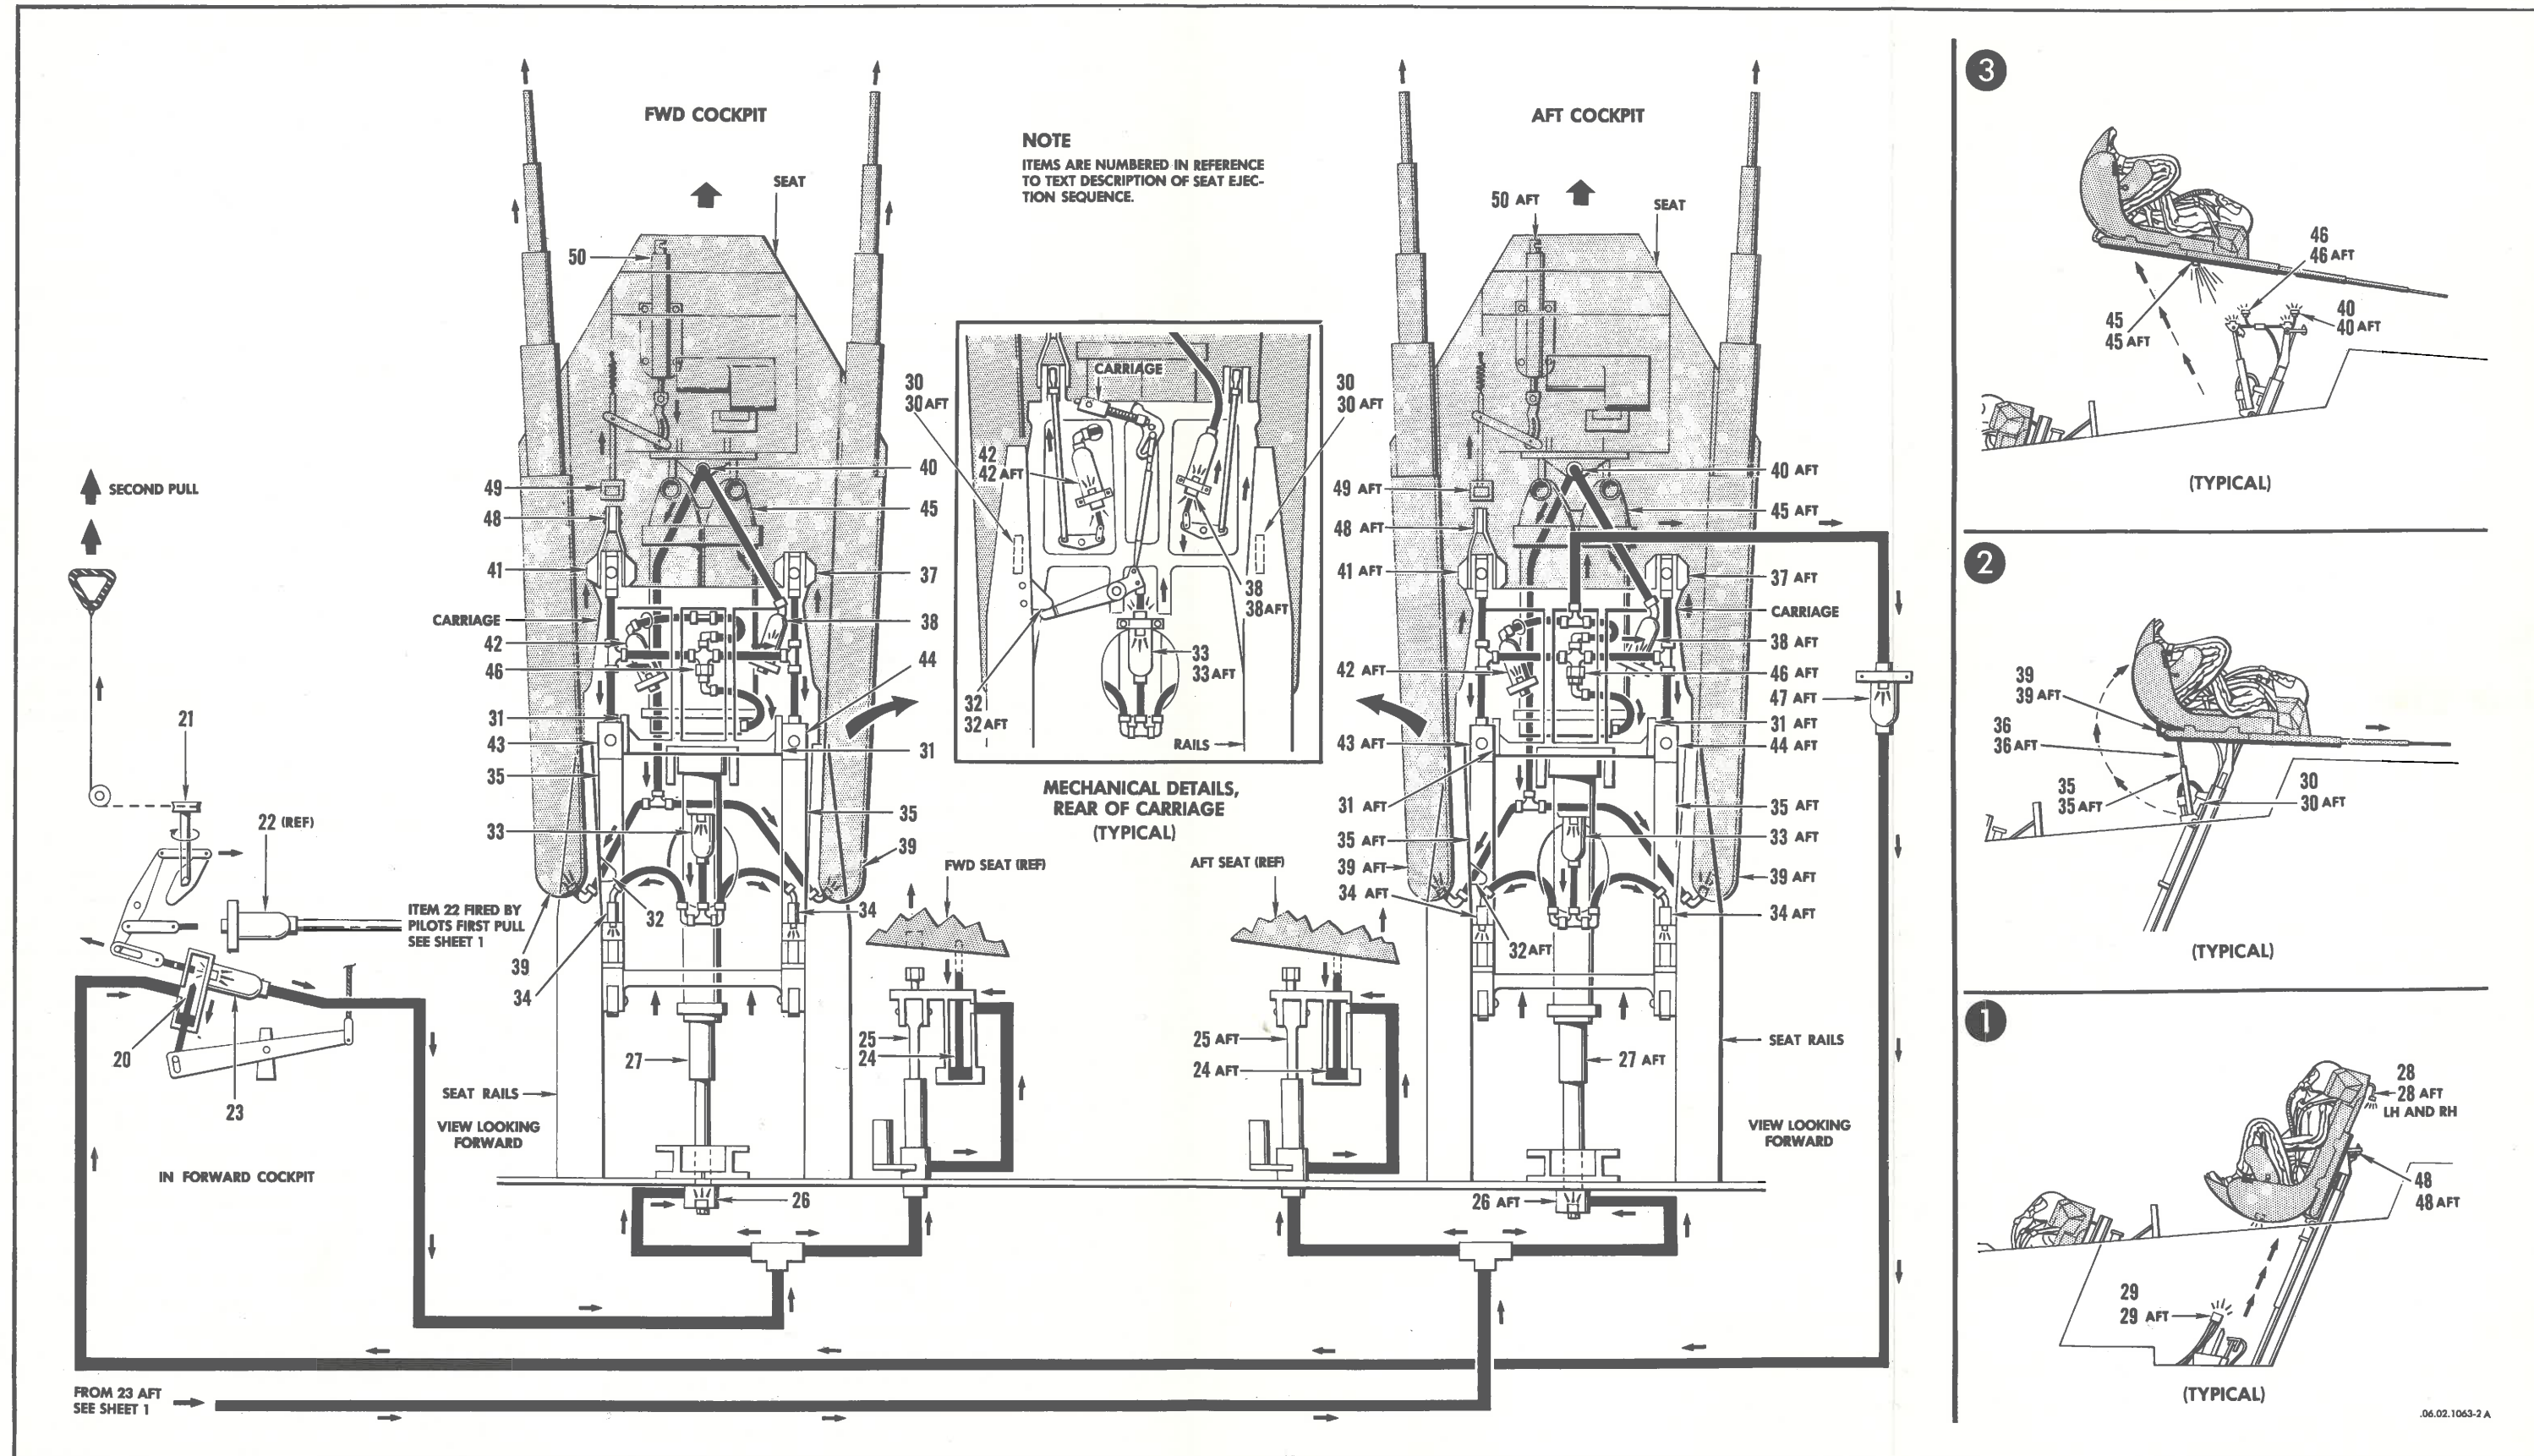 FWD COCKPIT
SEAT
50
NOTE
ITEMS ARE NUMBERED IN REFERENCE
TO TEXT DESCRIPTION OF SEAT EJEC-
TION SEQUENCE.
AFT COCKPIT
50 AFT
SEAT
SECOND PULL
21
22 (REF)
ITEM 22 FIRED BY
PILOTS FIRST PULL
SEE SHEET 1
20
23
IN FORWARD COCKPIT
49
48
41
CARRIAGE
42
46
31
43
35
33
39
34
32
27
SEAT RAILS
VIEW LOOKING
FORWARD
26
40
45
37
38
44
31
35
39
34
FWD SEAT (REF)
25
24
30
30 AFT
CARRIAGE
42
42 AFT
38
38 AFT
33
33 AFT
32
32 AFT
RAILS
30
30 AFT
MECHANICAL DETAILS,
REAR OF CARRIAGE
(TYPICAL)
AFT SEAT (REF)
25 AFT
24 AFT
49 AFT
48 AFT
41 AFT
42 AFT
43 AFT
31 AFT
35 AFT
39 AFT
34 AFT
32 AFT
26 AFT
40 AFT
45 AFT
37 AFT
CARRIAGE
38 AFT
46 AFT
47 AFT
31 AFT
44 AFT
35 AFT
33 AFT
39 AFT
34 AFT
SEAT RAILS
27 AFT
VIEW LOOKING
FORWARD
FROM 23 AFT
SEE SHEET 1
3
46
46 AFT
40
40 AFT
45
45 AFT
(TYPICAL)
2
39
39 AFT
36
36 AFT
35
35 AFT
30
30 AFT
(TYPICAL)
1
28
28 AFT
LH AND RH
48
48 AFT
29
29 AFT
(TYPICAL)
.06.02.1063-2 A